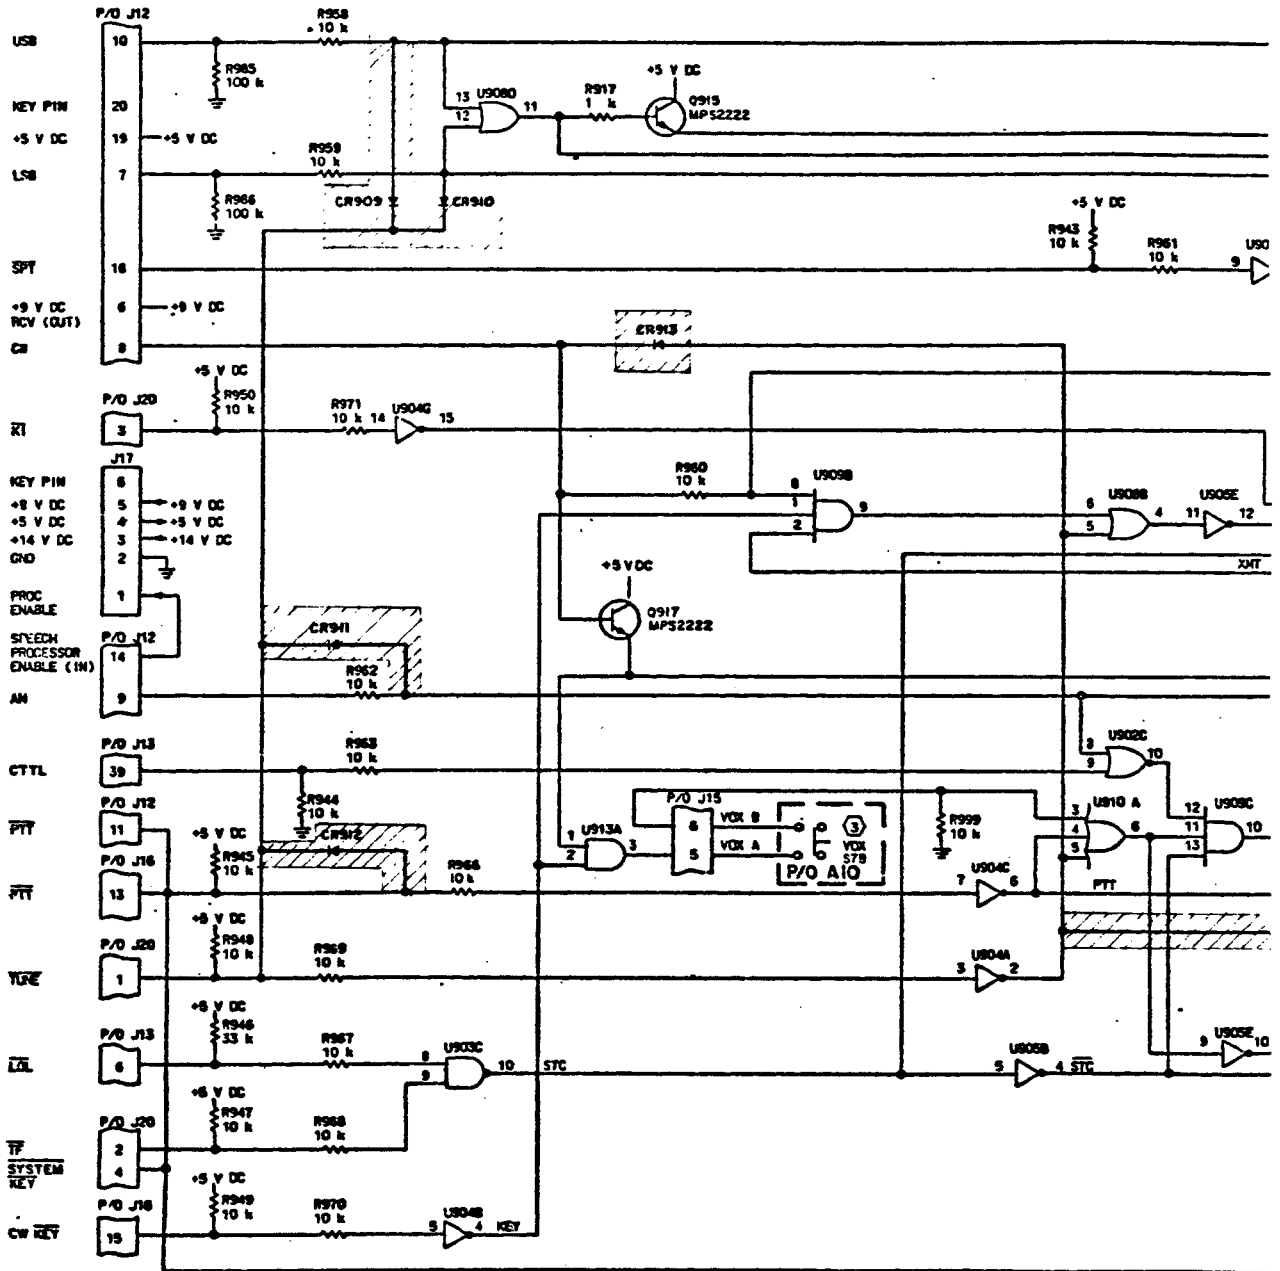 P/O J12
USB
10
R958
10 k
R985
100 k
KEY PIN
20
+5 V DC
19
+5 V DC
LSB
7
R959
10 k
R986
100 k
13
12
U908D
11
R917
1 k
+5 V DC
Q915
MPS2222
CR909
CR910
SPT
16
+5 V DC
R943
10 k
R961
10 k
9
U90
+9 V DC
RCV (OUT)
6
+9 V DC
CW
8
CR913
+5 V DC
R950
10 k
P/O J20
KI
3
R971
10 k
14
U904G
15
J17
KEY PIN
6
5
+9 V DC
+5 V DC
4
+5 V DC
+14 V DC
3
+14 V DC
GND
2
PROC
ENABLE
1
R960
10 k
8
1
2
U909B
9
6
5
U908B
4
11
U905E
12
XMT
+5 V DC
Q917
MPS2222
SPEECH
PROCESSOR
ENABLE (IN)
P/O J12
14
AM
9
CR911
R962
10 k
P/O J13
CTTL
39
R963
10 k
R944
10 k
8
9
U902C
10
P/O J12
PTT
11
P/O J16
PTT
13
+5 V DC
R945
10 k
CR912
R966
10 k
1
2
U913A
3
P/O J15
6
5
VOX B
VOX A
3
VOX
S7B
P/O A10
R999
10 k
3
4
5
U910 A
6
12
11
13
U909C
10
7
U904C
6
PTT
+5 V DC
R948
10 k
P/O J20
TUNE
1
R969
10 k
3
U904A
2
+5 V DC
R946
33 k
P/O J13
LOL
6
R967
10 k
8
9
U903C
10
STC
5
U905B
4
STC
9
U905E
10
R947
10 k
P/O J20
TF
2
R968
10 k
SYSTEM
KEY
4
+5 V DC
R949
10 k
P/O J16
CW KEY
15
R970
10 k
5
U904B
4
KEY